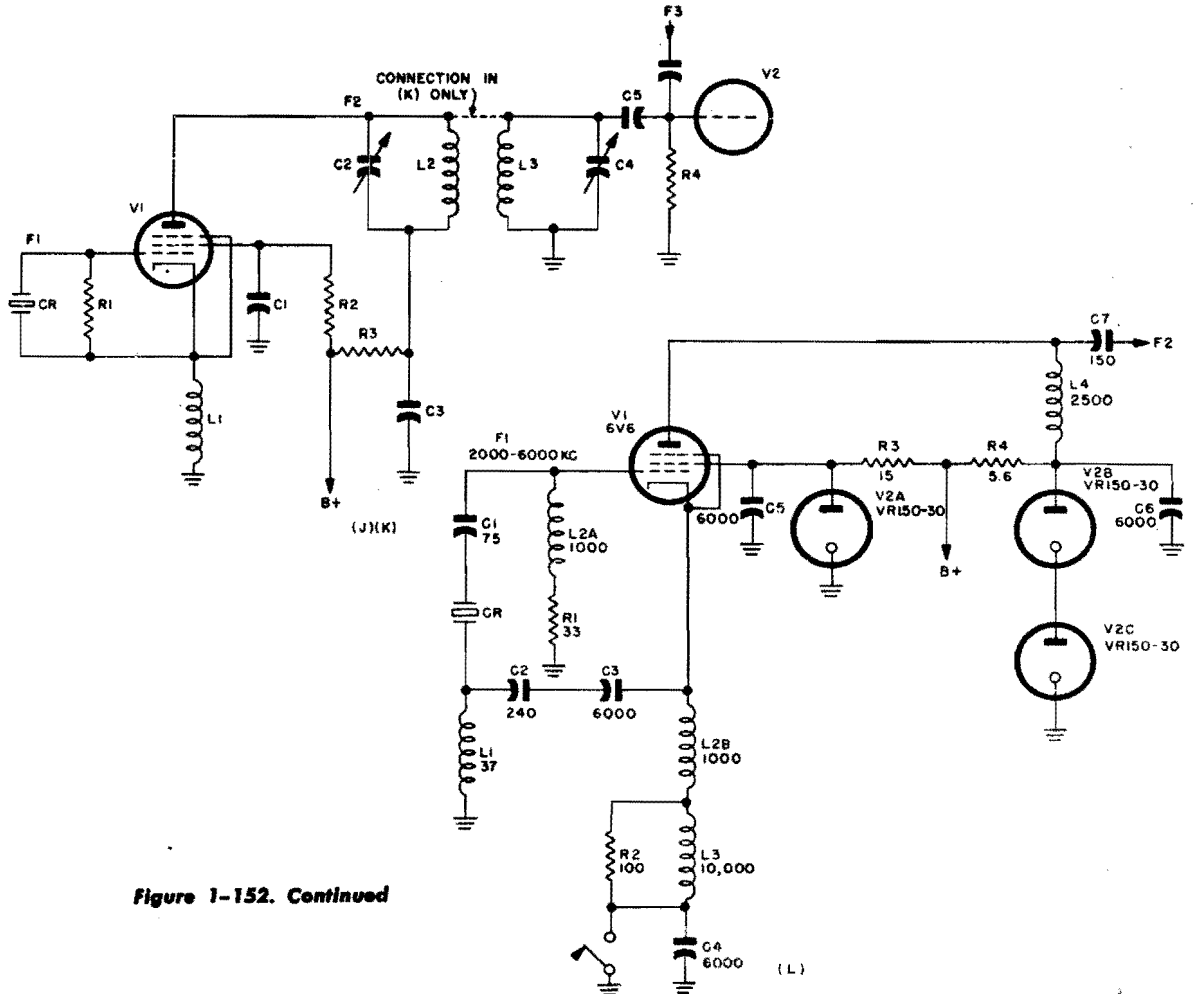 F3
V2
CONNECTION IN
(K) ONLY
F2
C5
C2
L2
L3
C4
R4
V1
F1
CR
R1
C1
R2
R3
L1
C3
B+
(J)(K)
C7
150
F2
L4
2500
V1
6V6
F1
2000-6000 KC
R3
15
R4
5.6
V2B
VR150-30
V2A
VR150-30
C6
6000
6000
C5
C1
75
L2A
1000
B+
CR
R1
33
V2C
VR150-30
C2
240
C3
6000
L1
37
L2B
1000
R2
100
L3
10,000
C4
6000
(L)
Figure 1-152. Continued